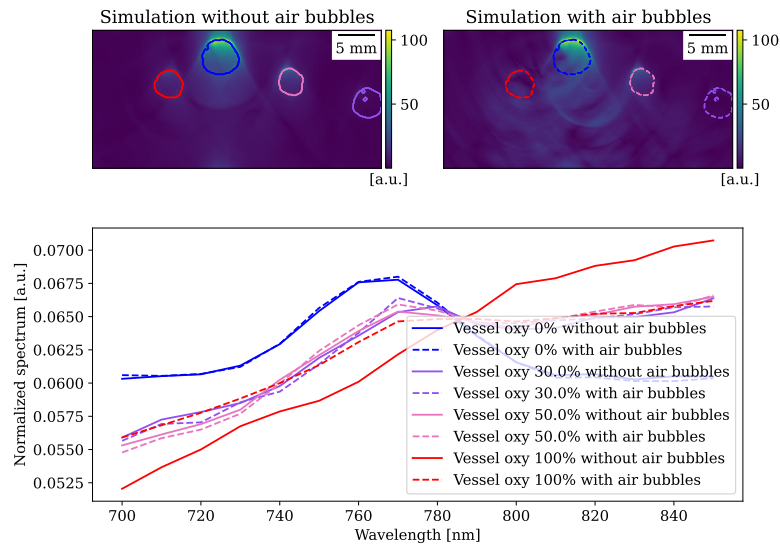 Simulation without air bubbles
Simulation with air bubbles
5 mm
100
50
[a.u.]
5 mm
100
50
[a.u.]
Normalized spectrum [a.u.]
0.0700
0.0675
0.0650
0.0625
0.0600
0.0575
0.0550
0.0525
Vessel oxy 0% without air bubbles
Vessel oxy 0% with air bubbles
Vessel oxy 30.0% without air bubbles
Vessel oxy 30.0% with air bubbles
Vessel oxy 50.0% without air bubbles
Vessel oxy 50.0% with air bubbles
Vessel oxy 100% without air bubbles
Vessel oxy 100% with air bubbles
700 720 740 760 780 800 820 840
Wavelength [nm]